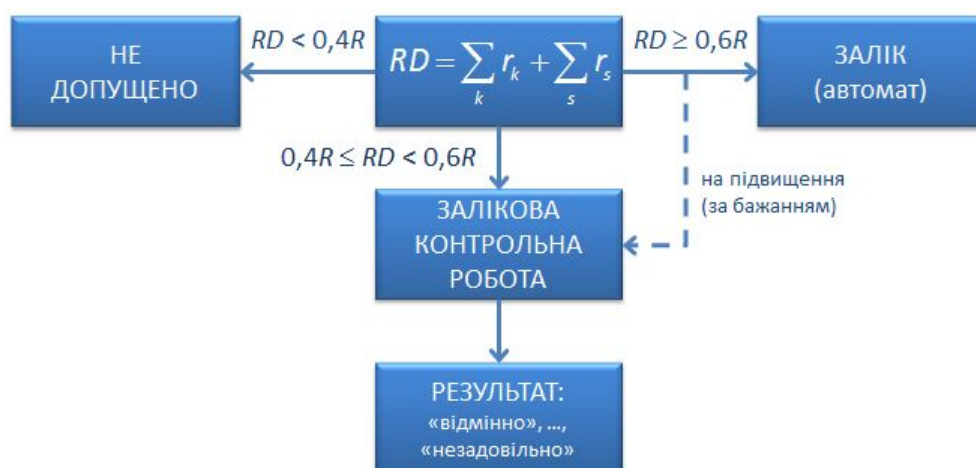 НЕ
ДОПУЩЕНО
RD < 0,4R
RD = ∑ r_k + ∑ r_s
k s
RD ≥ 0,6R
ЗАЛІК
(автомат)
0,4R ≤ RD < 0,6R
на підвищення
(за бажанням)
ЗАЛІКОВА
КОНТРОЛЬНА
РОБОТА
РЕЗУЛЬТАТ:
«відмінно», ...,
«незадовільно»